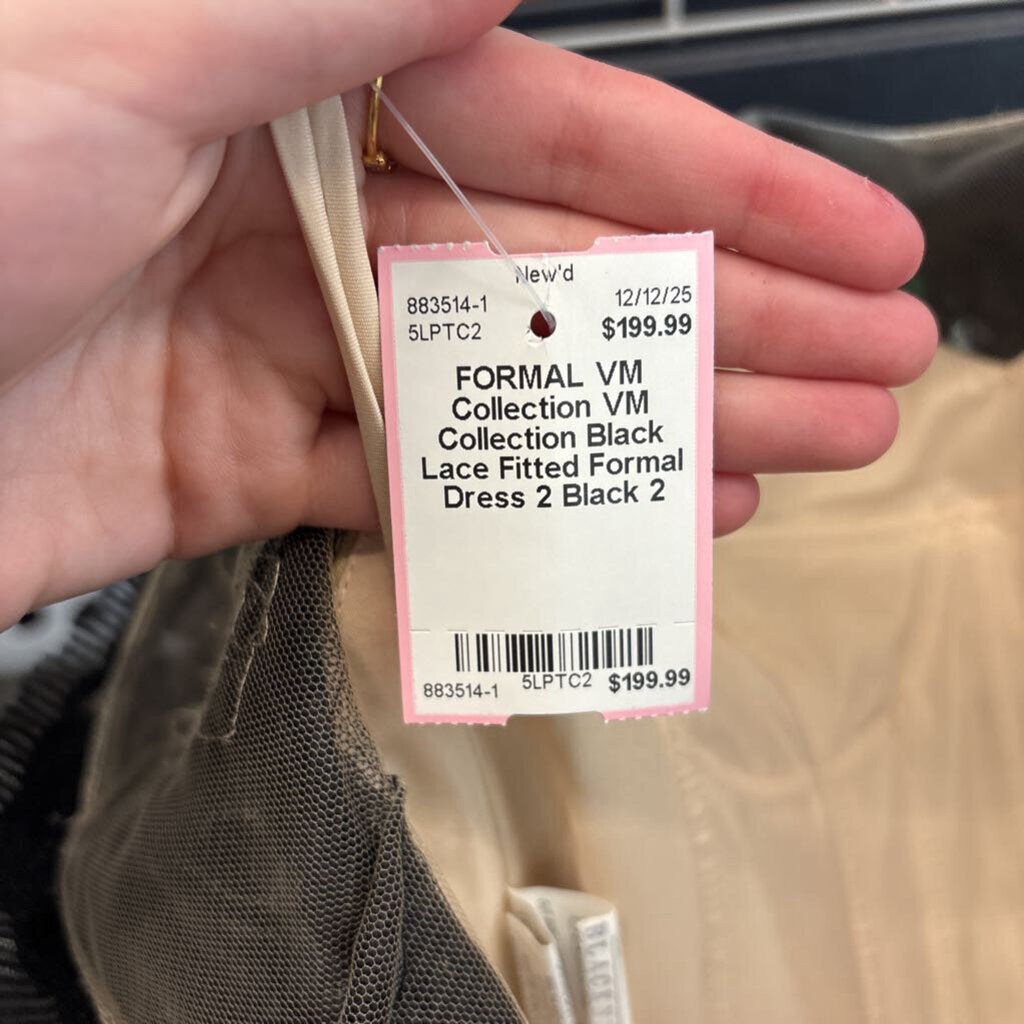 New'd
883514-1 12/12/25
5LPTC2 $199.99
FORMAL VM
Collection VM
Collection Black
Lace Fitted Formal
Dress 2 Black 2
883514-1 5LPTC2 $199.99